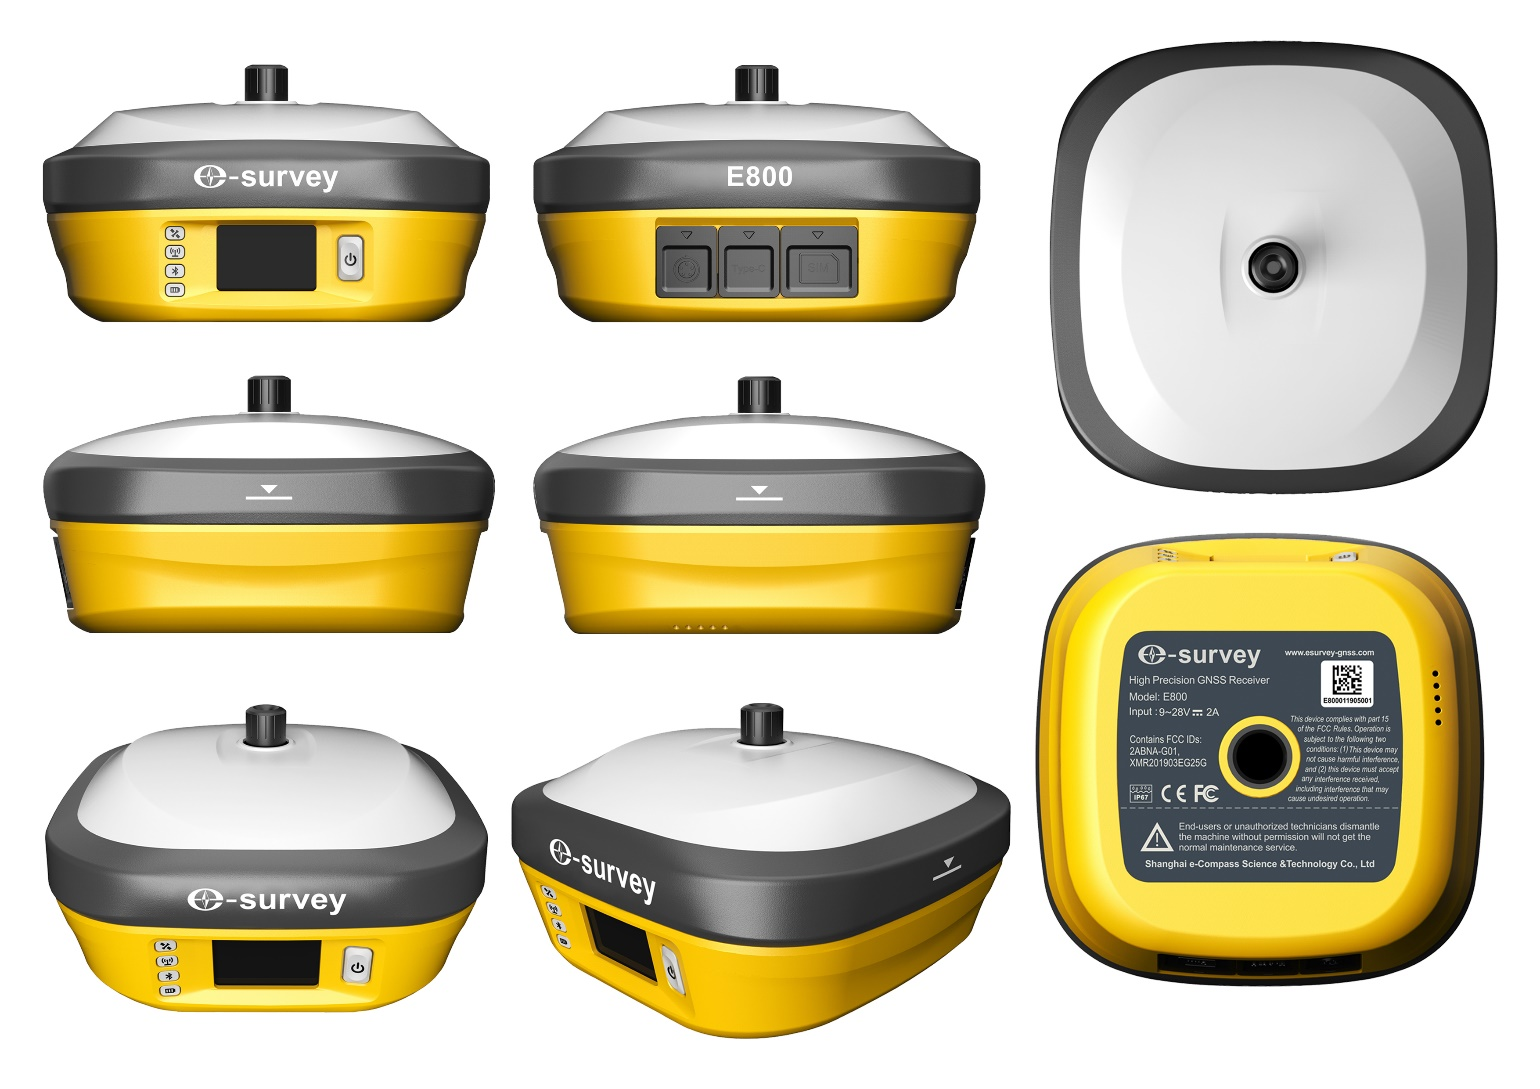 e-survey
E800
Type-C
SIM
e-survey
e-survey
e-survey
www.esurvey-gnss.com
High Precision GNSS Receiver
Model: E800
Input : 9~28V 2A
E800011905001
Contains FCC IDs:
2ABNA-G01,
XMR201903EG25G
This device complies with part 15
of the FCC Rules. Operation is
subject to the following two
conditions: (1) This device may
not cause harmful interference,
and (2) this device must accept
any interference received,
including interference that may
cause undesired operation.
IP67
CE FC
End-users or unauthorized technicians dismantle
the machine without permission will not get the
normal maintenance service.
Shanghai e-Compass Science &Technology Co., Ltd